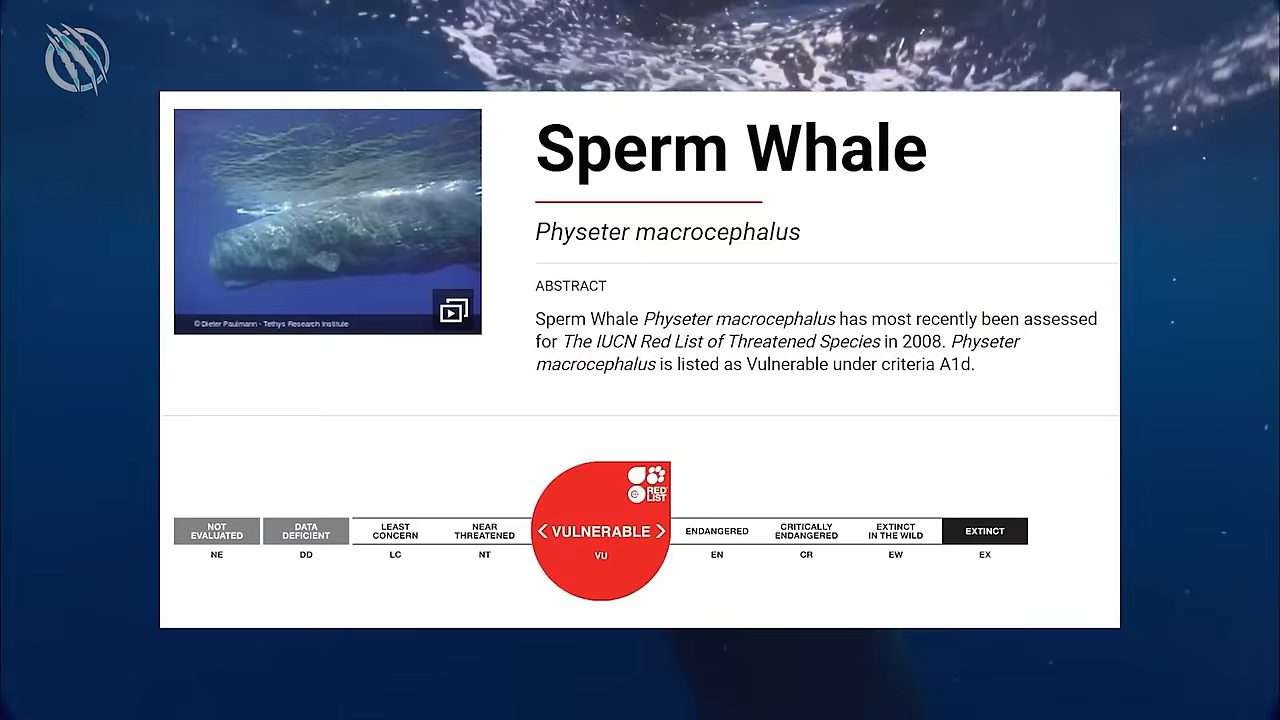 Sperm Whale
Physeter macrocephalus
ABSTRACT
Sperm Whale Physeter macrocephalus has most recently been assessed
for The IUCN Red List of Threatened Species in 2008. Physeter
macrocephalus is listed as Vulnerable under criteria A1d.
© Dieter Paulmann - Tethys Research Institute
RED
LIST
NOT
EVALUATED
NE
DATA
DEFICIENT
DD
LEAST
CONCERN
LC
NEAR
THREATENED
NT
< VULNERABLE >
VU
ENDANGERED
EN
CRITICALLY
ENDANGERED
CR
EXTINCT
IN THE WILD
EW
EXTINCT
EX